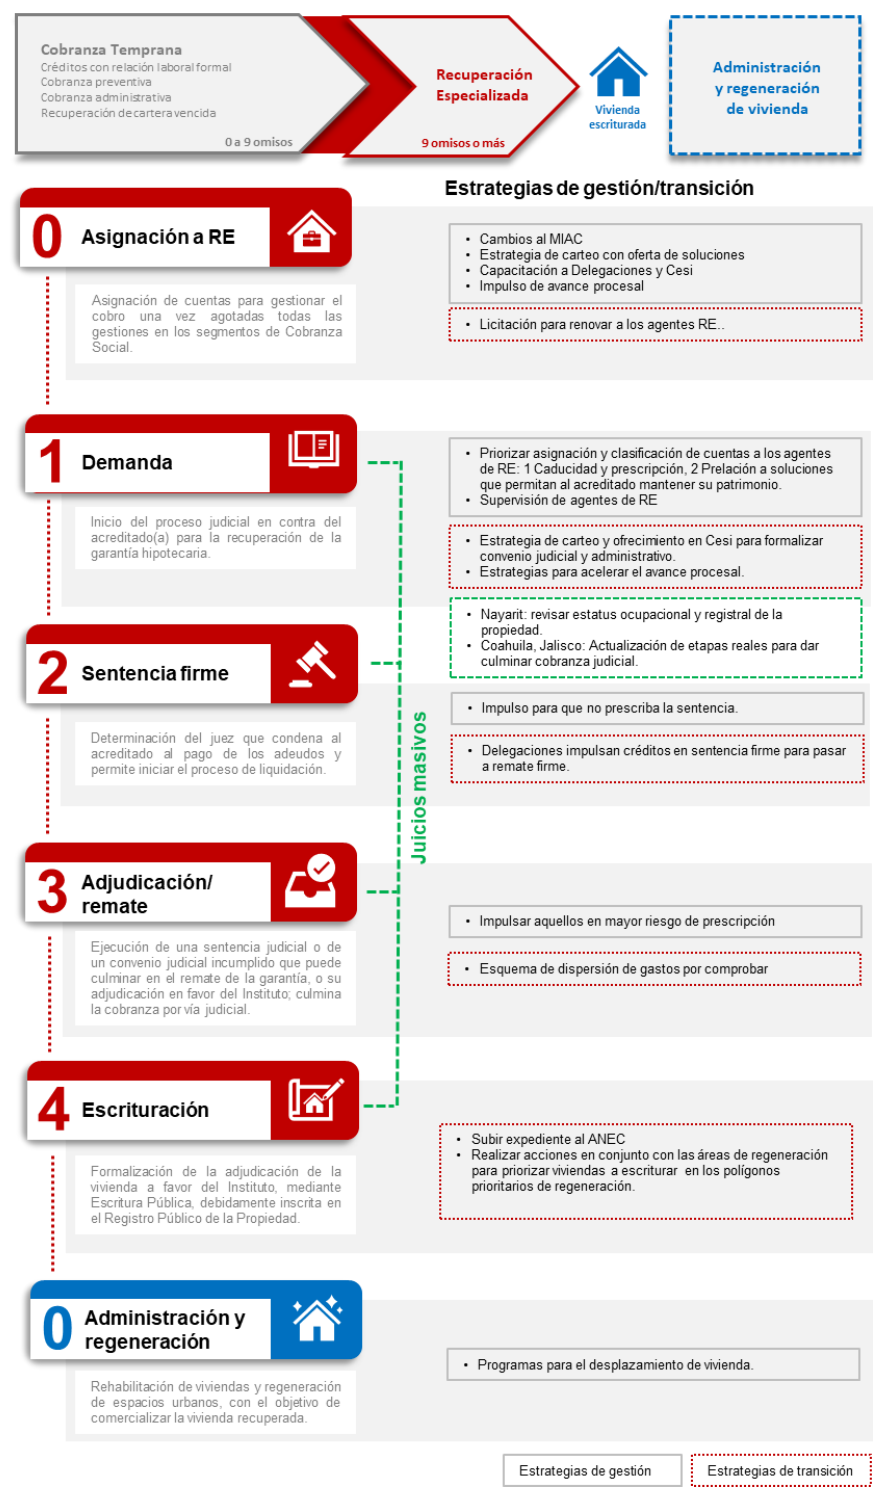 Cobranza Temprana
Créditos con relación laboral formal
Cobranza preventiva
Cobranza administrativa
Recuperación de cartera vencida
0 a 9 omisos
Recuperación
Especializada
9 omisos o más
Vivienda
escriturada
Administración
y regeneración
de vivienda
Estrategias de gestión/transición
0
Asignación a RE
Asignación de cuentas para gestionar el
cobro una vez agotadas todas las
gestiones en los segmentos de Cobranza
Social.
• Cambios al MIAC
• Estrategia de carteo con oferta de soluciones
• Capacitación a Delegaciones y Cesi
• Impulso de avance procesal
• Licitación para renovar a los agentes RE..
1
Demanda
Inicio del proceso judicial en contra del
acreditado(a) para la recuperación de la
garantía hipotecaria.
• Priorizar asignación y clasificación de cuentas a los agentes
de RE: 1 Caducidad y prescripción, 2 Prelación a soluciones
que permitan al acreditado mantener su patrimonio.
• Supervisión de agentes de RE
• Estrategia de carteo y ofrecimiento en Cesi para formalizar
convenio judicial y administrativo.
• Estrategias para acelerar el avance procesal.
• Nayarit: revisar estatus ocupacional y registral de la
propiedad.
• Coahuila, Jalisco: Actualización de etapas reales para dar
culminar cobranza judicial.
2
Sentencia firme
Determinación del juez que condena al
acreditado al pago de los adeudos y
permite iniciar el proceso de liquidación.
• Impulso para que no prescriba la sentencia.
• Delegaciones impulsan créditos en sentencia firme para pasar
a remate firme.
Juicios masivos
3
Adjudicación/
remate
Ejecución de una sentencia judicial o de
un convenio judicial incumplido que puede
culminar en el remate de la garantía, o su
adjudicación en favor del Instituto; culmina
la cobranza por vía judicial.
• Impulsar aquellos en mayor riesgo de prescripción
• Esquema de dispersión de gastos por comprobar
4
Escrituración
Formalización de la adjudicación de la
vivienda a favor del Instituto, mediante
Escritura Pública, debidamente inscrita en
el Registro Público de la Propiedad.
• Subir expediente al ANEC
• Realizar acciones en conjunto con las áreas de regeneración
para priorizar viviendas a escriturar en los polígonos
prioritarios de regeneración.
0
Administración y
regeneración
Rehabilitación de viviendas y regeneración
de espacios urbanos, con el objetivo de
comercializar la vivienda recuperada.
• Programas para el desplazamiento de vivienda.
Estrategias de gestión
Estrategias de transición